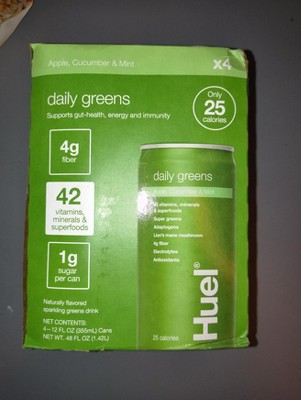 Apple, Cucumber & Mint
x4
daily greens
Supports gut-health, energy and immunity
Only
25
calories
4g
fiber
42
vitamins,
minerals &
superfoods
1g
sugar
per can
Naturally flavored
sparkling greens drink
NET CONTENTS:
4–12 FL OZ (355mL) Cans
NET WT. 48 FL OZ (1.42L)
daily greens
Apple, Cucumber & Mint
42 vitamins, minerals
& superfoods
Super greens
Adaptogens
Lion's mane mushroom
4g fiber
Electrolytes
Antioxidants
Huel®
25 calories